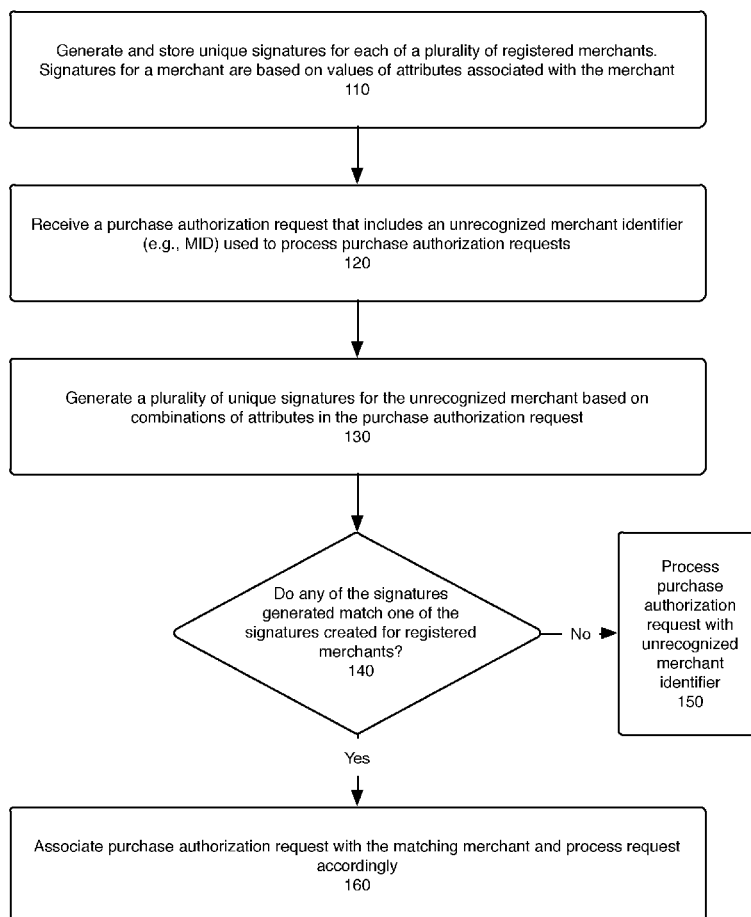 Generate and store unique signatures for each of a plurality of registered merchants.
Signatures for a merchant are based on values of attributes associated with the merchant
110
Receive a purchase authorization request that includes an unrecognized merchant identifier
(e.g., MID) used to process purchase authorization requests
120
Generate a plurality of unique signatures for the unrecognized merchant based on
combinations of attributes in the purchase authorization request
130
Do any of the signatures
generated match one of the
signatures created for registered
merchants?
140
No
Process
purchase
authorization
request with
unrecognized
merchant
identifier
150
Yes
Associate purchase authorization request with the matching merchant and process request
accordingly
160